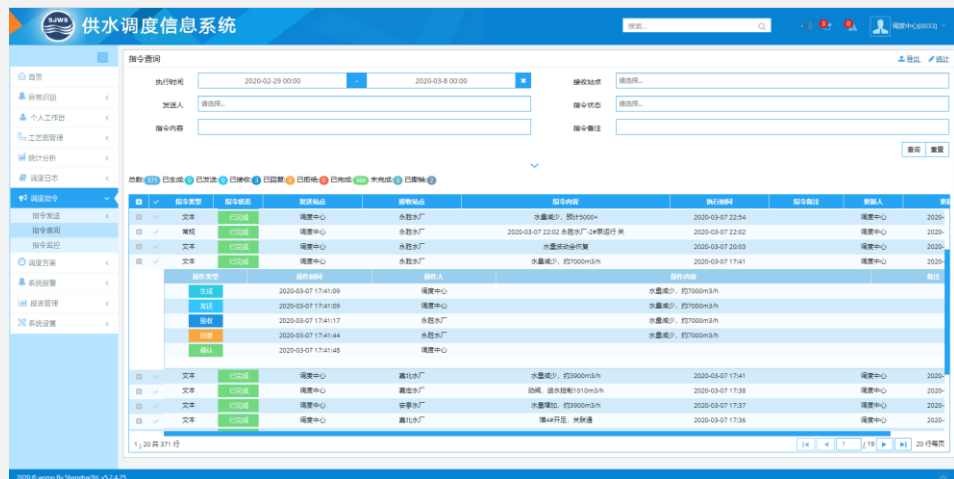 SJWS 供水调度信息系统 搜索... 调度中心[0033]
指令查询 导出 统计
首页
异常识别
个人工作台
工艺图管理
统计分析
调度日志
调度指令
指令发送
指令查询
指令监控
调度方案
系统报警
报表管理
系统设置
执行时间 2020-02-29 00:00 - 2020-03-8 00:00 接收站点 请选择...
发送人 请选择... 指令状态 请选择...
指令内容 指令备注
查询 重置
总数: 371 已生成: 0 已发送: 0 已接收: 3 已回复: 0 已拒绝: 0 已完成: 366 未完成: 0 已撤销: 2
指令类型 指令状态 发送站点 接收站点 指令内容 执行时间 指令备注 更新人
文本 已完成 调度中心 永胜水厂 水量减少，预计5000+ 2020-03-07 22:54 调度中心 2020-
常规 已完成 调度中心 永胜水厂 2020-03-07 22:02 永胜水厂-2#泵运行 关 2020-03-07 22:02 调度中心 2020-
文本 已完成 调度中心 永胜水厂 水量波动会恢复 2020-03-07 20:03 调度中心 2020-
文本 已完成 调度中心 永胜水厂 水量减少，约7000m3/h 2020-03-07 17:41 调度中心 2020-
操作类型 操作时间 操作人 操作内容 备注
生成 2020-03-07 17:41:09 调度中心 水量减少，约7000m3/h
发送 2020-03-07 17:41:09 调度中心 水量减少，约7000m3/h
接收 2020-03-07 17:41:17 永胜水厂 水量减少，约7000m3/h
回复 2020-03-07 17:41:44 永胜水厂 水量减少，约7000m3/h
确认 2020-03-07 17:41:48 调度中心
文本 已完成 调度中心 嘉北水厂 水量减少，约3900m3/h 2020-03-07 17:41 调度中心 2020-
文本 已完成 调度中心 2020-03-07 17:38 调度中心 2020-
文本 已完成 调度中心 安亭水厂 水量增加，约3900m3/h 2020-03-07 17:37 调度中心 2020-
文本 已完成 调度中心 嘉北水厂 增4#开足，关联通 2020-03-07 17:36 调度中心 2020-
1 - 20 共 371 行 1 / 19 20 行每页